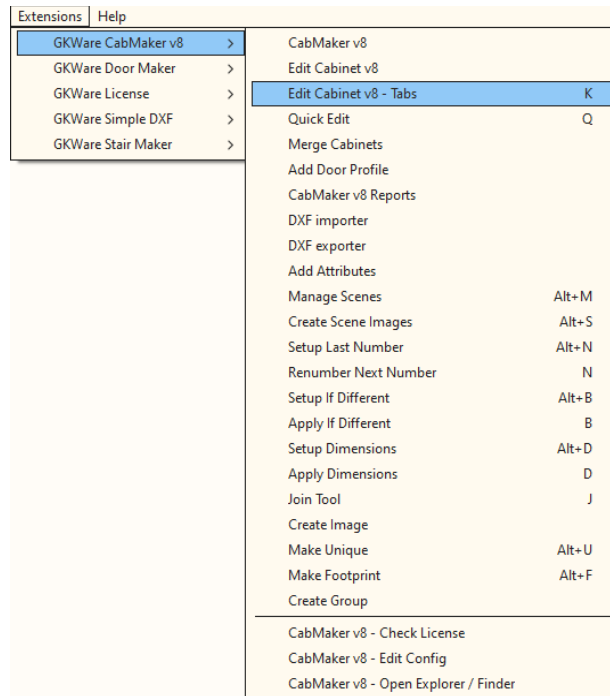 Extensions Help
GKWare CabMaker v8 >
GKWare Door Maker >
GKWare License >
GKWare Simple DXF >
GKWare Stair Maker >
CabMaker v8
Edit Cabinet v8
Edit Cabinet v8 - Tabs K
Quick Edit Q
Merge Cabinets
Add Door Profile
CabMaker v8 Reports
DXF importer
DXF exporter
Add Attributes
Manage Scenes Alt+M
Create Scene Images Alt+S
Setup Last Number Alt+N
Renumber Next Number N
Setup If Different Alt+B
Apply If Different B
Setup Dimensions Alt+D
Apply Dimensions D
Join Tool J
Create Image
Make Unique Alt+U
Make Footprint Alt+F
Create Group
CabMaker v8 - Check License
CabMaker v8 - Edit Config
CabMaker v8 - Open Explorer / Finder